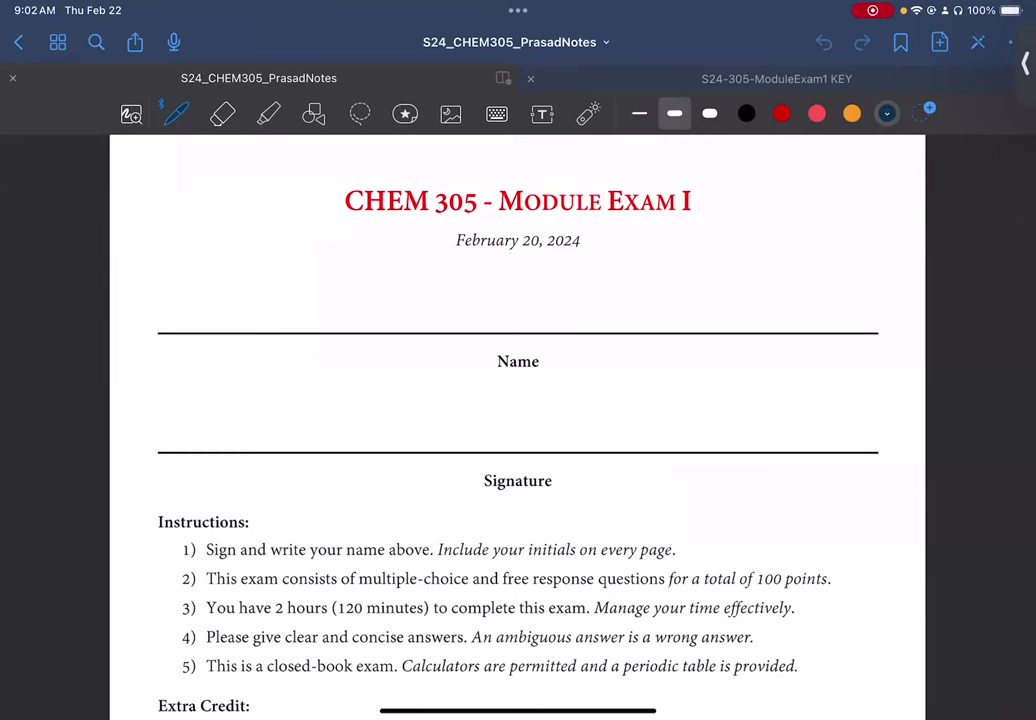 9:02 AM Thu Feb 22
100%
S24_CHEM305_PrasadNotes
S24_CHEM305_PrasadNotes
S24-305-ModuleExam1 KEY
CHEM 305 - Module Exam I
February 20, 2024
Name
Signature
Instructions:
1) Sign and write your name above. Include your initials on every page.
2) This exam consists of multiple-choice and free response questions for a total of 100 points.
3) You have 2 hours (120 minutes) to complete this exam. Manage your time effectively.
4) Please give clear and concise answers. An ambiguous answer is a wrong answer.
5) This is a closed-book exam. Calculators are permitted and a periodic table is provided.
Extra Credit: